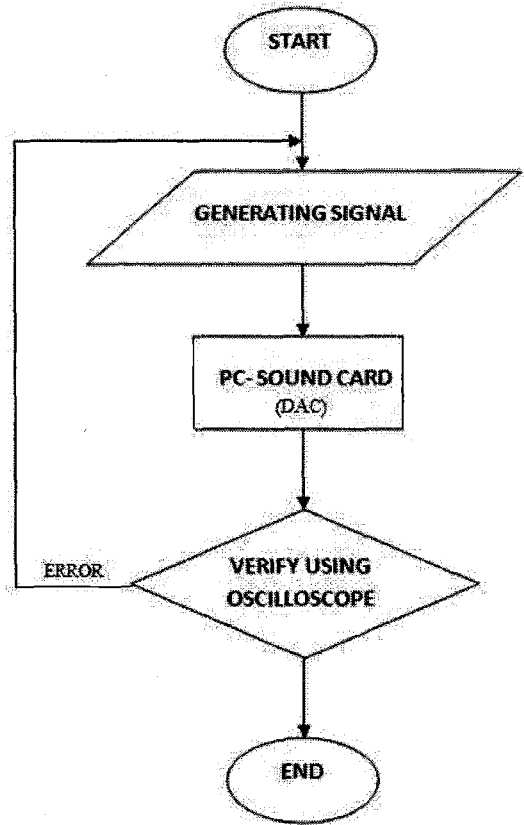 START
GENERATING SIGNAL
PC- SOUND CARD
(DAC)
VERIFY USING
OSCILLOSCOPE
ERROR
END